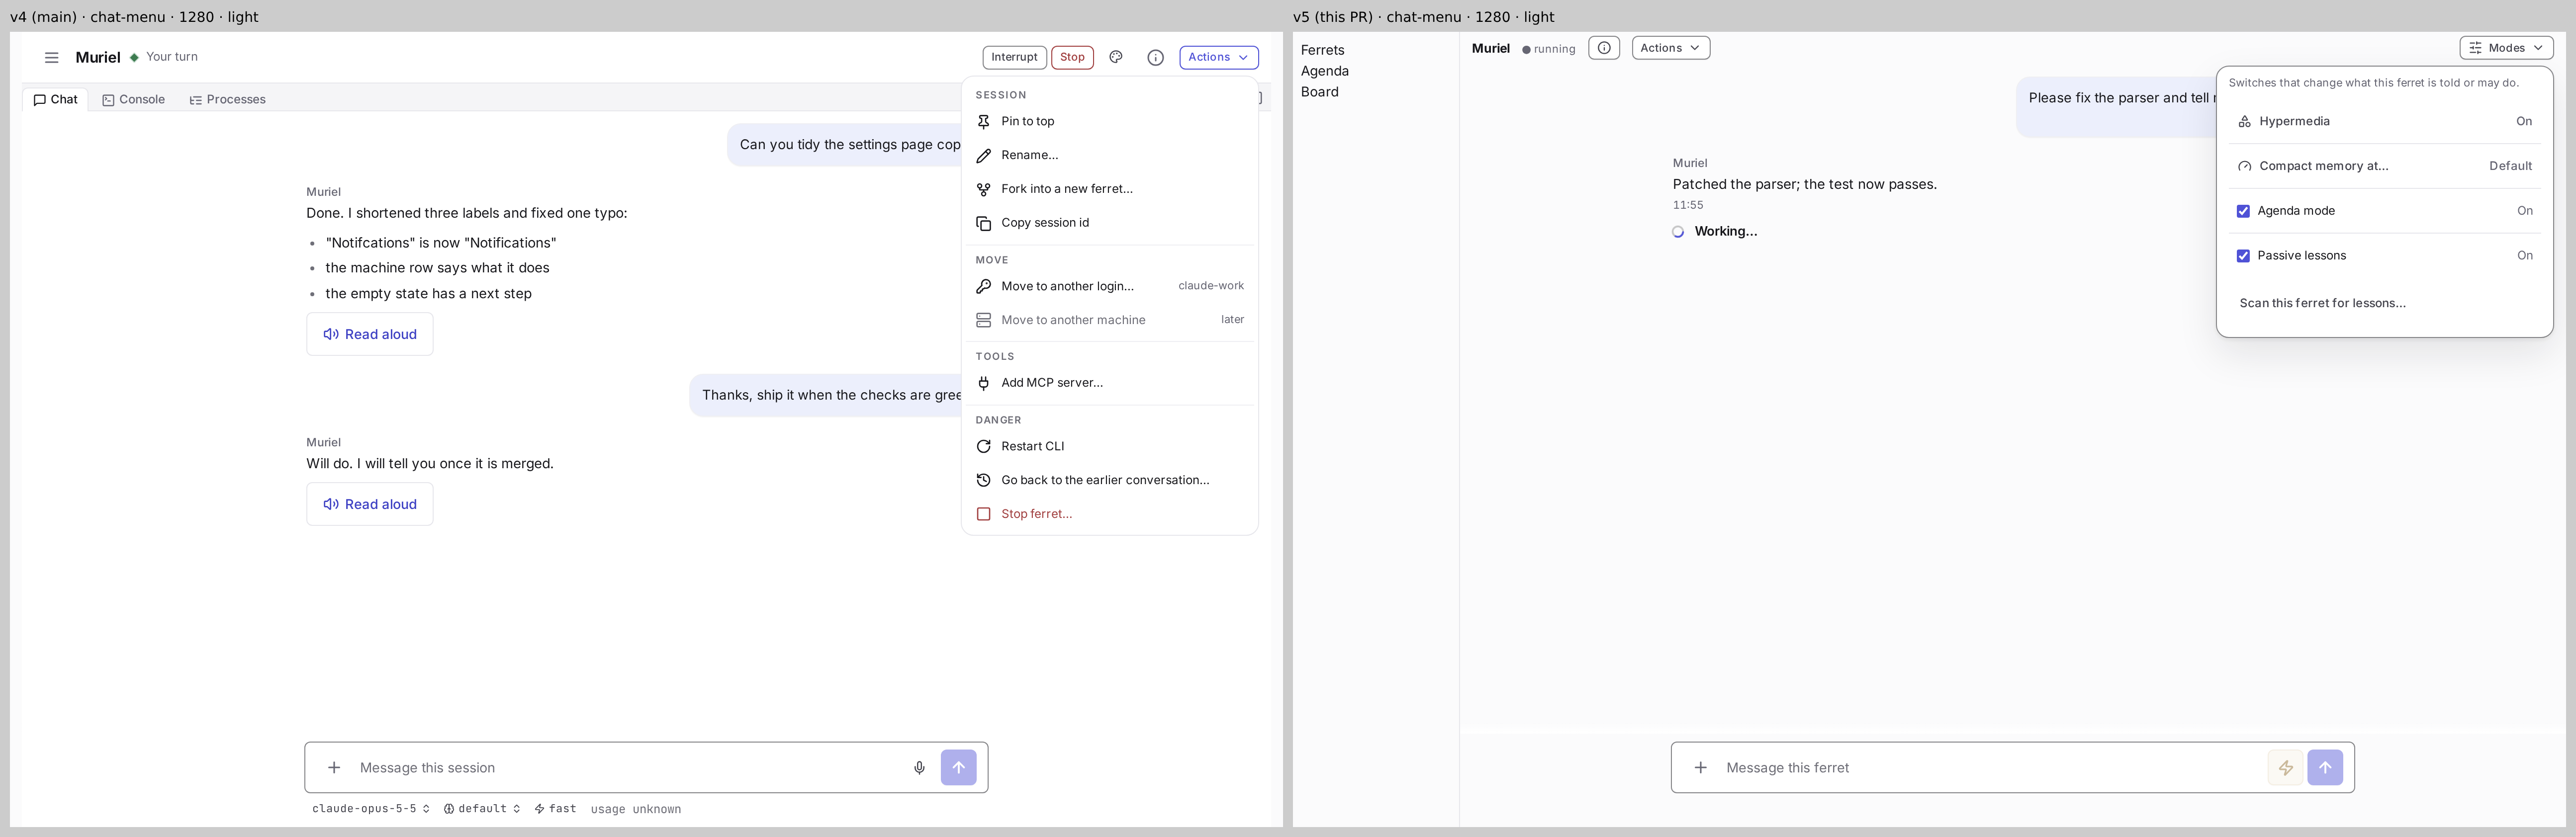 v4 (main) · chat-menu · 1280 · light
Muriel
Your turn
Interrupt
Stop
Actions
Chat
Console
Processes
Can you tidy the settings page cop
Muriel
Done. I shortened three labels and fixed one typo:
• "Notifcations" is now "Notifications"
• the machine row says what it does
• the empty state has a next step
Read aloud
Thanks, ship it when the checks are gree
Muriel
Will do. I will tell you once it is merged.
Read aloud
SESSION
Pin to top
Rename...
Fork into a new ferret...
Copy session id
MOVE
Move to another login... claude-work
Move to another machine later
TOOLS
Add MCP server...
DANGER
Restart CLI
Go back to the earlier conversation...
Stop ferret...
Message this session
claude-opus-5-5 default fast usage unknown
v5 (this PR) · chat-menu · 1280 · light
Ferrets
Agenda
Board
Muriel
running
Actions
Modes
Please fix the parser and tell
Muriel
Patched the parser; the test now passes.
11:55
Working...
Switches that change what this ferret is told or may do.
Hypermedia On
Compact memory at... Default
Agenda mode On
Passive lessons On
Scan this ferret for lessons...
Message this ferret